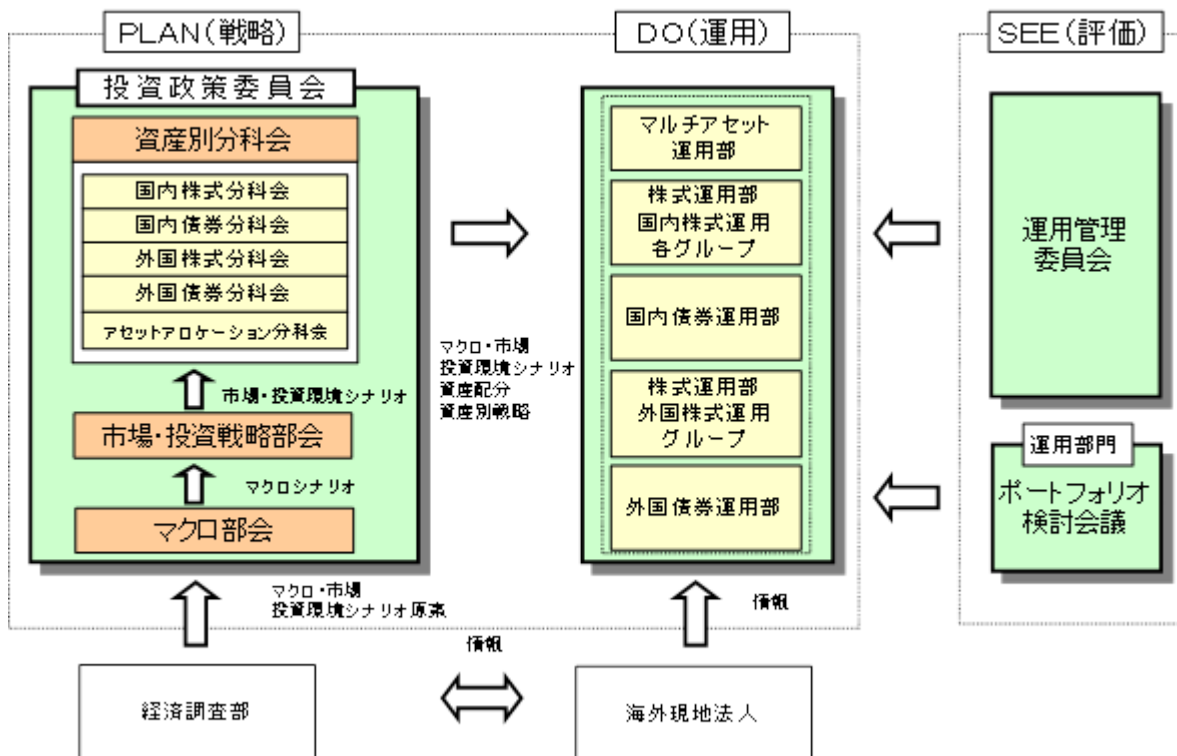 PLAN(戦略)
投資政策委員会
資産別分科会
国内株式分科会
国内債券分科会
外国株式分科会
外国債券分科会
アセットアロケーション分科会
市場・投資環境シナリオ
市場・投資戦略部会
マクロシナリオ
マクロ部会
マクロ・市場
投資環境シナリオ原案
経済調査部
マクロ・市場
投資環境シナリオ
資産配分
資産別戦略
情報
DO(運用)
マルチアセット
運用部
株式運用部
国内株式運用
各グループ
国内債券運用部
株式運用部
外国株式運用
グループ
外国債券運用部
情報
海外現地法人
SEE(評価)
運用管理
委員会
運用部門
ポートフォリオ
検討会議